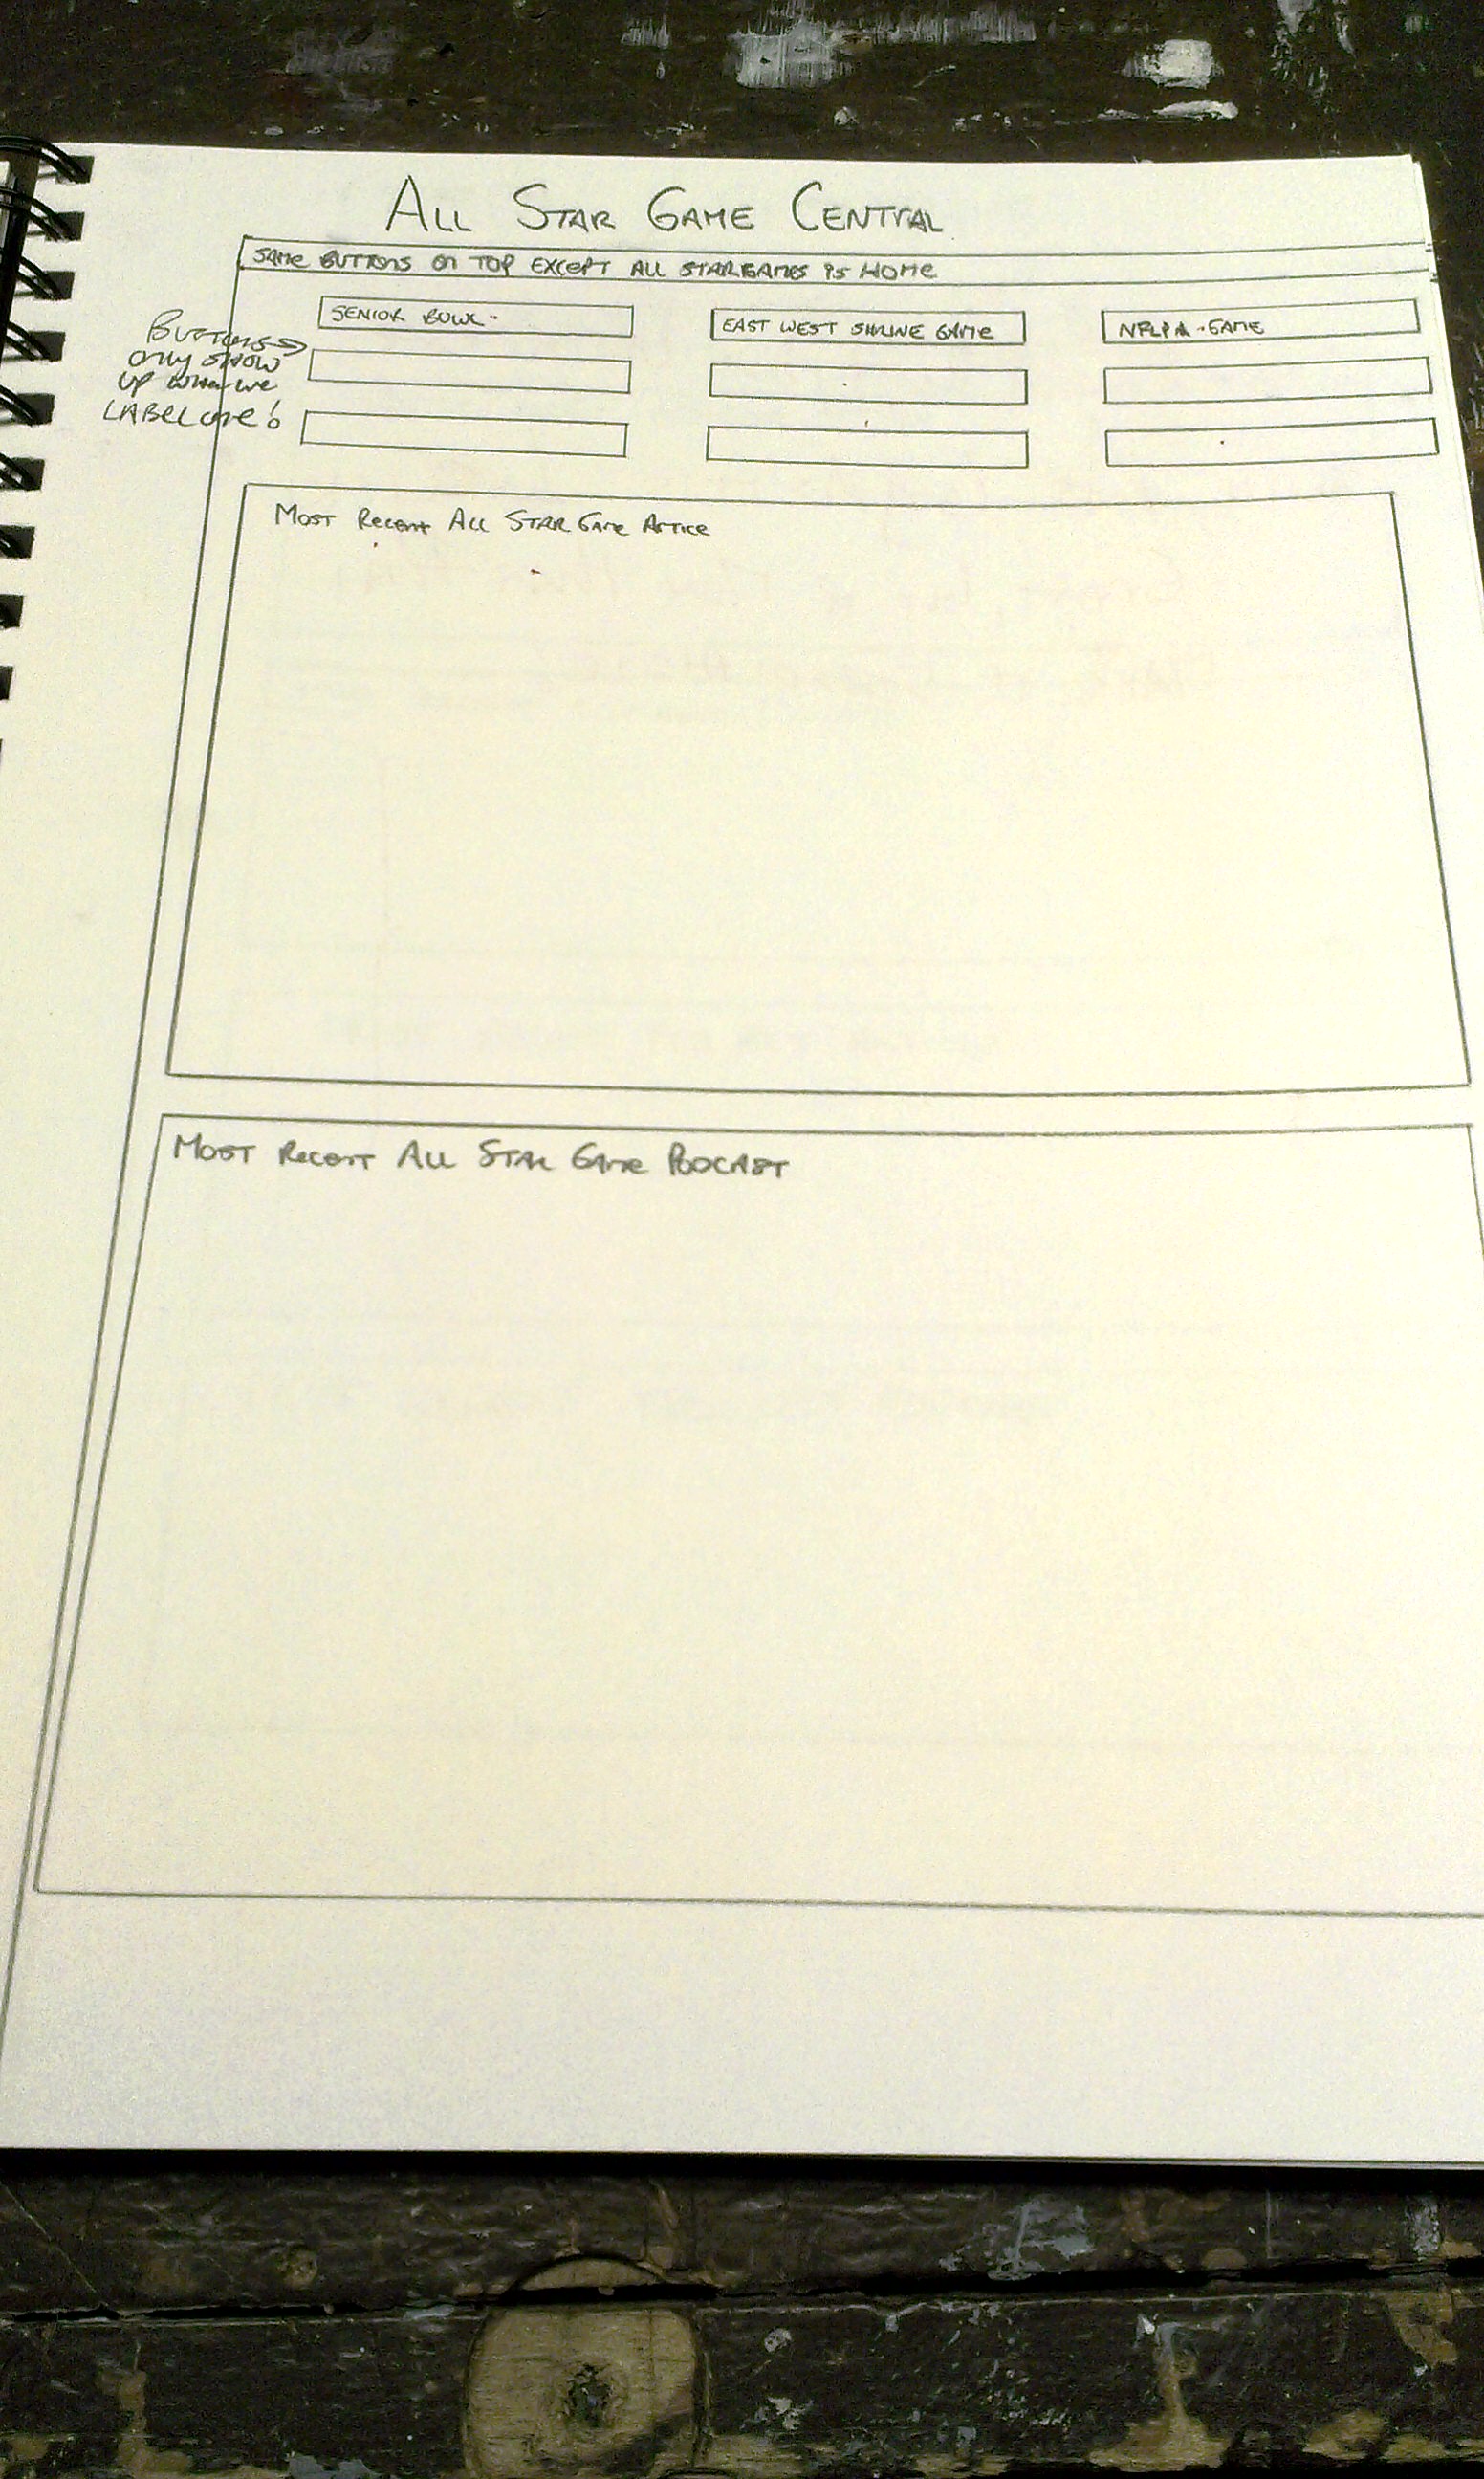 ALL STAR GAME CENTRAL
SAME BUTTONS ON TOP EXCEPT ALL STAR GAMES IS HOME
SENIOR BOWL
EAST WEST SHRINE GAME
NFLPA GAME
BUTTONS
ONLY SHOW
UP WHEN WE
LABEL ONE!
MOST RECENT ALL STAR GAME ARTICE
MOST RECENT ALL STAR GAME PODCAST